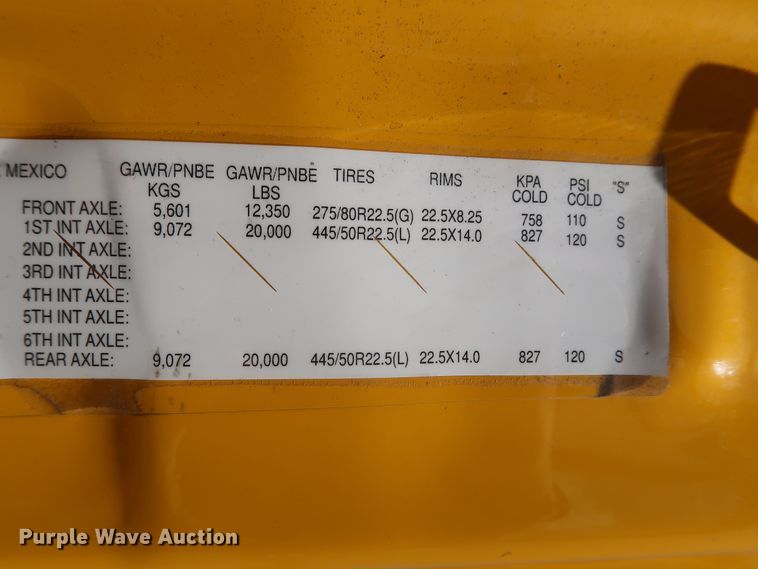 MEXICO GAWR/PNBE KGS GAWR/PNBE LBS TIRES RIMS KPA COLD PSI COLD "S"
FRONT AXLE: 5,601 12,350 275/80R22.5(G) 22.5X8.25 758 110 S
1ST INT AXLE: 9,072 20,000 445/50R22.5(L) 22.5X14.0 827 120 S
2ND INT AXLE:
3RD INT AXLE:
4TH INT AXLE:
5TH INT AXLE:
6TH INT AXLE:
REAR AXLE: 9,072 20,000 445/50R22.5(L) 22.5X14.0 827 120 S
Purple Wave Auction